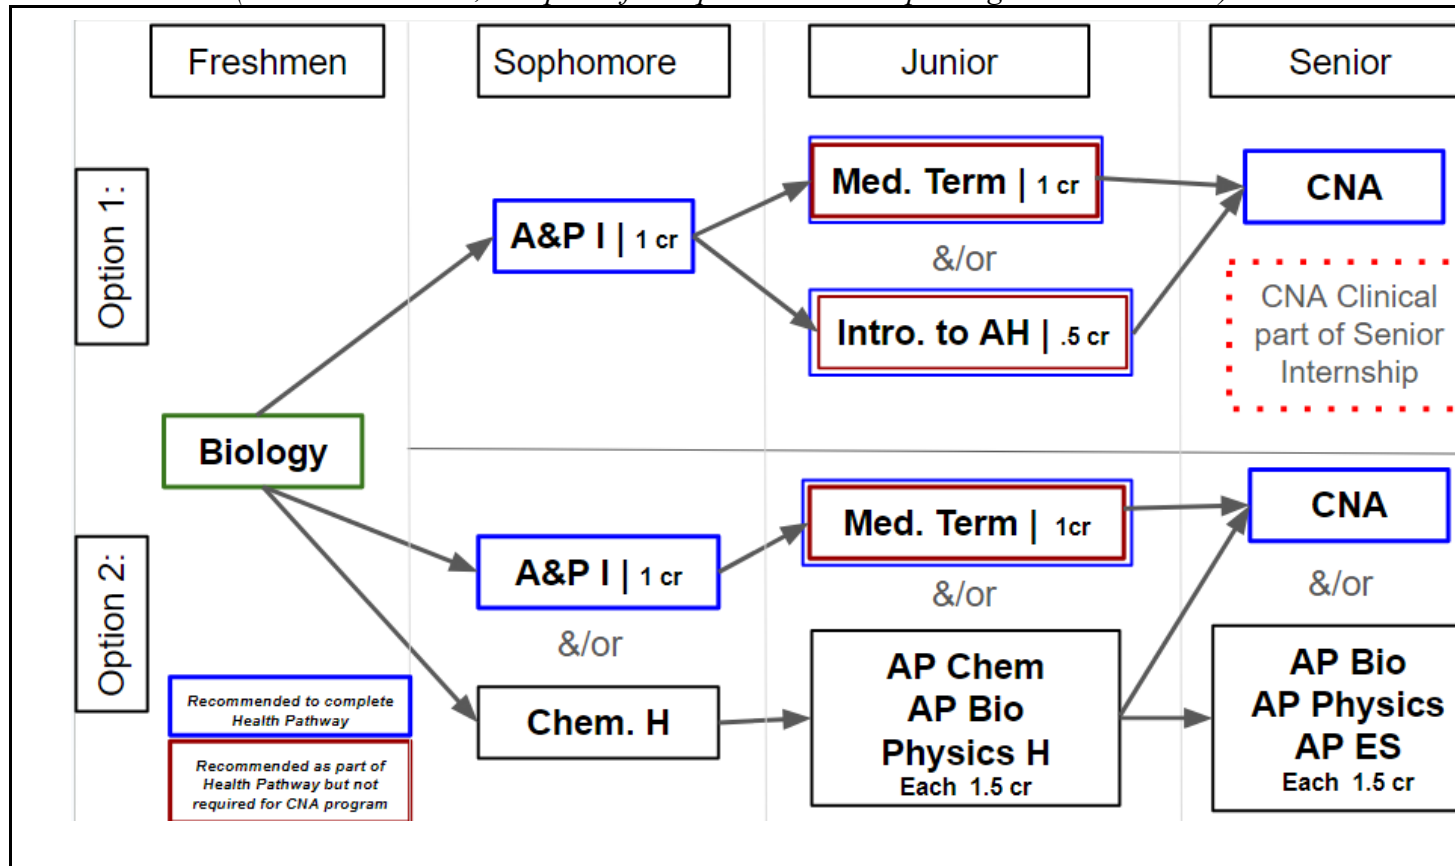 Freshmen
Sophomore
Junior
Senior
Option 1:
A&P I | 1 cr
Med. Term | 1 cr
&/or
Intro. to AH | .5 cr
CNA
CNA Clinical
part of Senior
Internship
Biology
Option 2:
A&P I | 1 cr
&/or
Chem. H
Med. Term | 1cr
&/or
AP Chem
AP Bio
Physics H
Each 1.5 cr
CNA
&/or
AP Bio
AP Physics
AP ES
Each 1.5 cr
Recommended to complete
Health Pathway
Recommended as part of
Health Pathway but not
required for CNA program